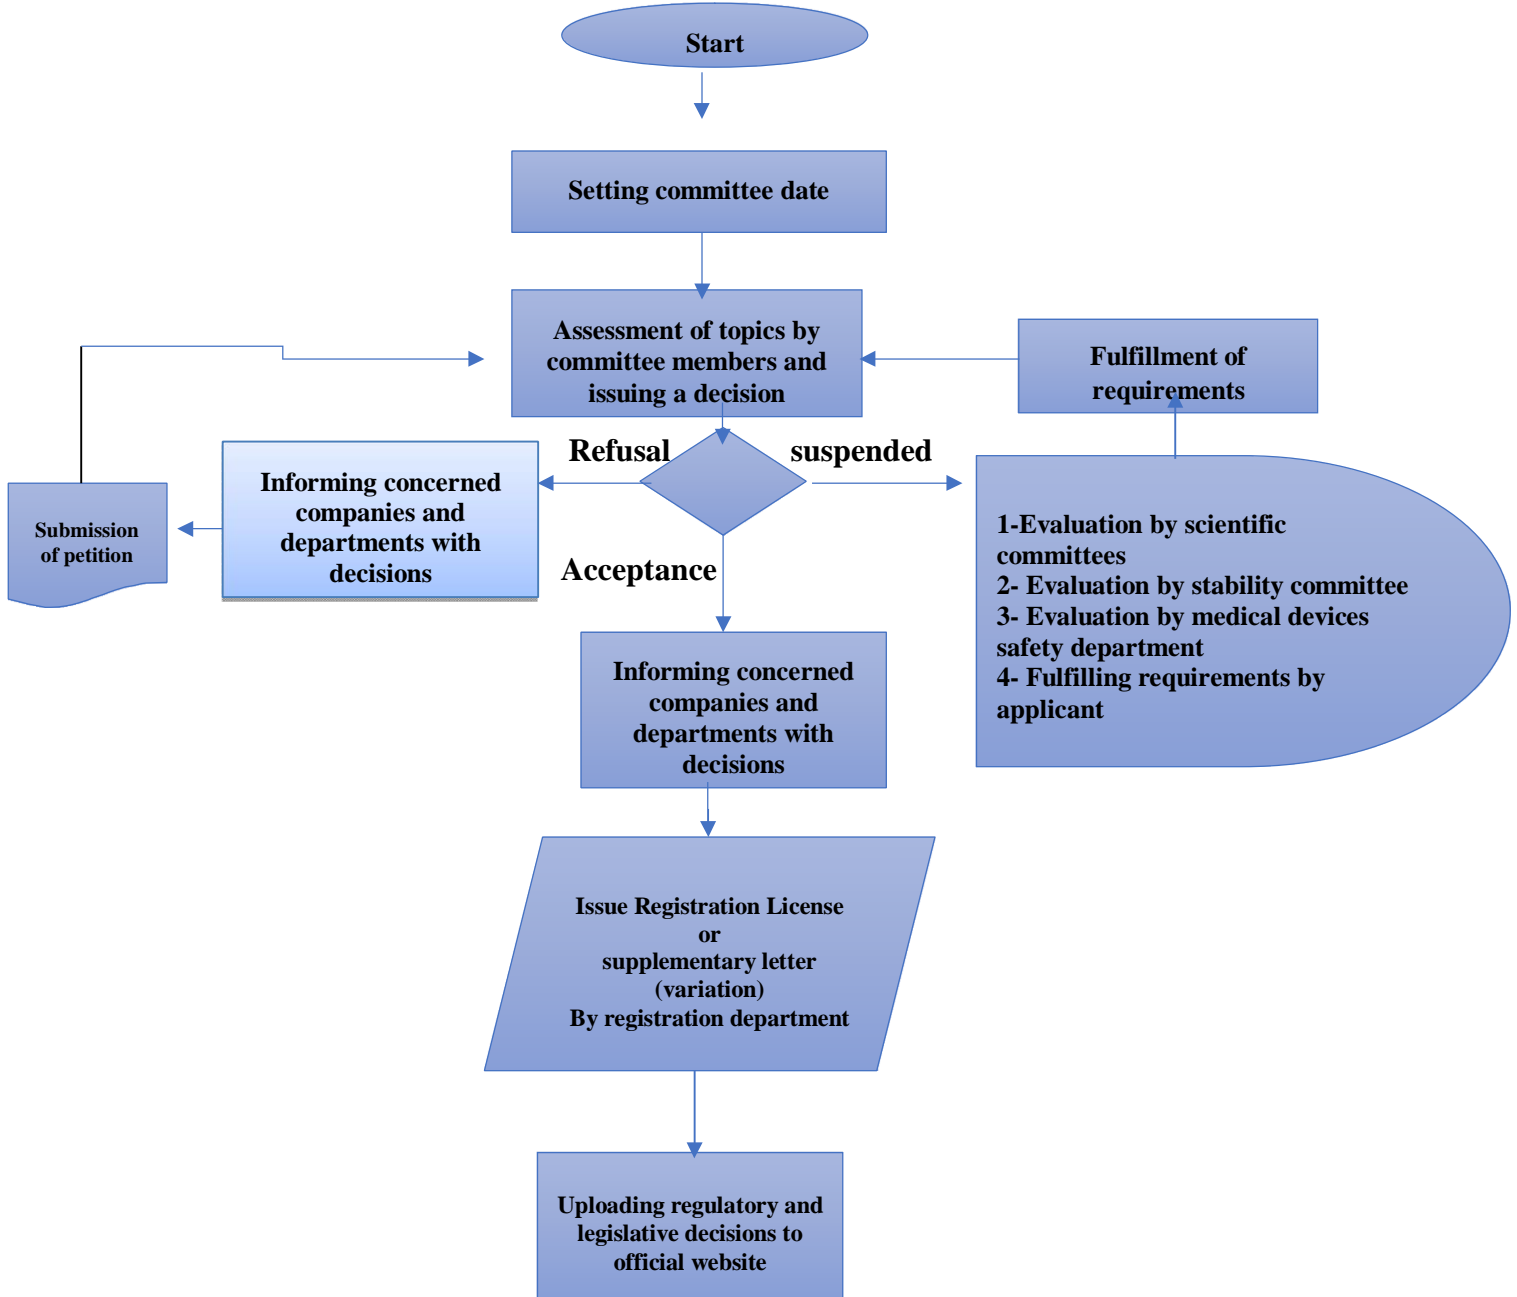 Start
Setting committee date
Assessment of topics by
committee members and
issuing a decision
Fulfillment of
requirements
Refusal
suspended
Informing concerned
companies and
departments with
decisions
Submission
of petition
1-Evaluation by scientific
committees
2- Evaluation by stability committee
3- Evaluation by medical devices
safety department
4- Fulfilling requirements by
applicant
Acceptance
Informing concerned
companies and
departments with
decisions
Issue Registration License
or
supplementary letter
(variation)
By registration department
Uploading regulatory and
legislative decisions to
official website